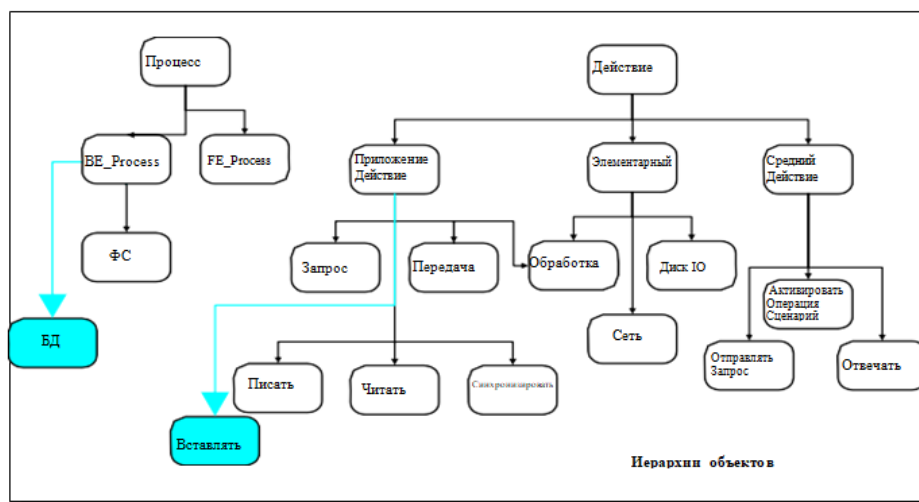 Процесс
Действие
BE_Process
FE_Process
Приложение
Действие
Элементарный
Средний
Действие
ФС
Запрос
Передача
Обработка
Диск IO
Активировать
Операция
Сценарий
БД
Сеть
Отправлять
Запрос
Отвечать
Писать
Читать
Синхронизировать
Вставлять
Иерархин объектов